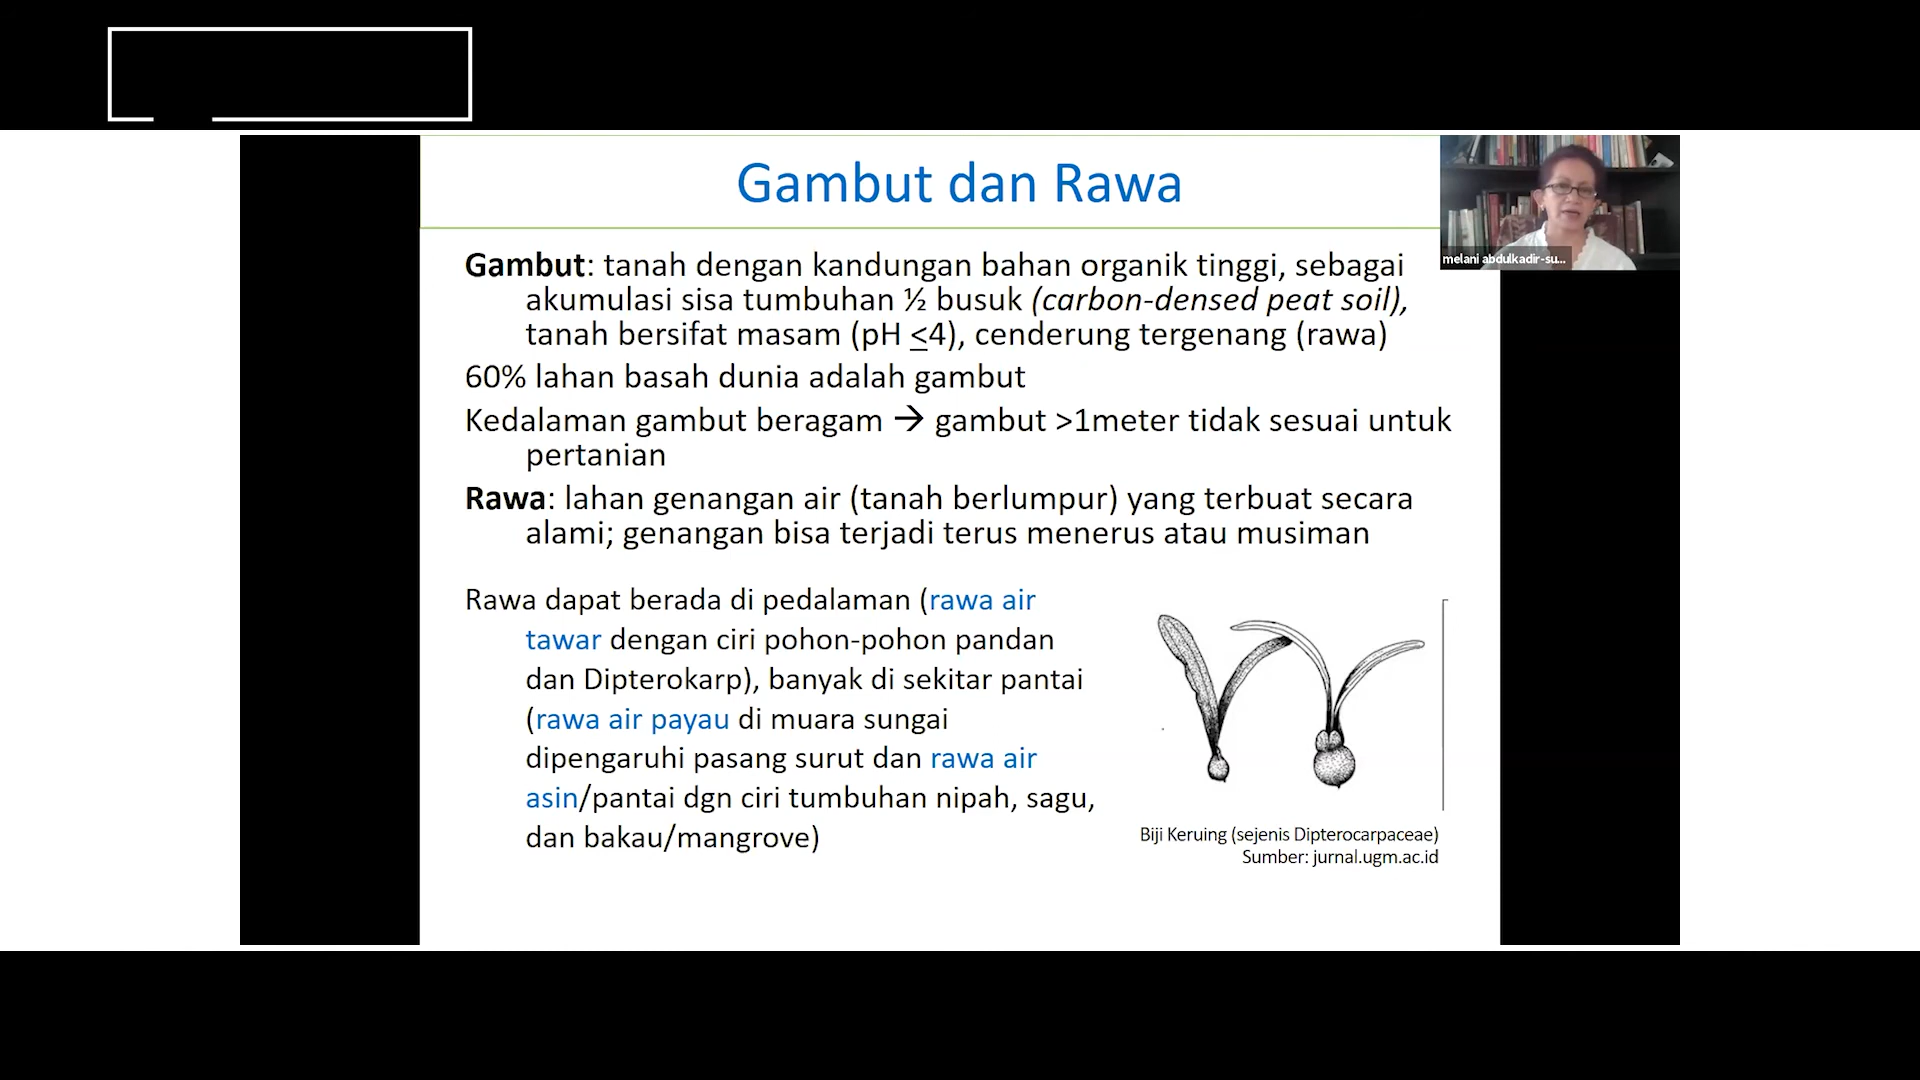 Gambut dan Rawa
melani abdulkadir-su...
Gambut: tanah dengan kandungan bahan organik tinggi, sebagai
akumulasi sisa tumbuhan ½ busuk (carbon-densed peat soil),
tanah bersifat masam (pH ≤4), cenderung tergenang (rawa)
60% lahan basah dunia adalah gambut
Kedalaman gambut beragam → gambut >1meter tidak sesuai untuk
pertanian
Rawa: lahan genangan air (tanah berlumpur) yang terbuat secara
alami; genangan bisa terjadi terus menerus atau musiman
Rawa dapat berada di pedalaman (rawa air
tawar dengan ciri pohon-pohon pandan
dan Dipterokarp), banyak di sekitar pantai
(rawa air payau di muara sungai
dipengaruhi pasang surut dan rawa air
asin/pantai dgn ciri tumbuhan nipah, sagu,
dan bakau/mangrove)
Biji Keruing (sejenis Dipterocarpaceae)
Sumber: jurnal.ugm.ac.id